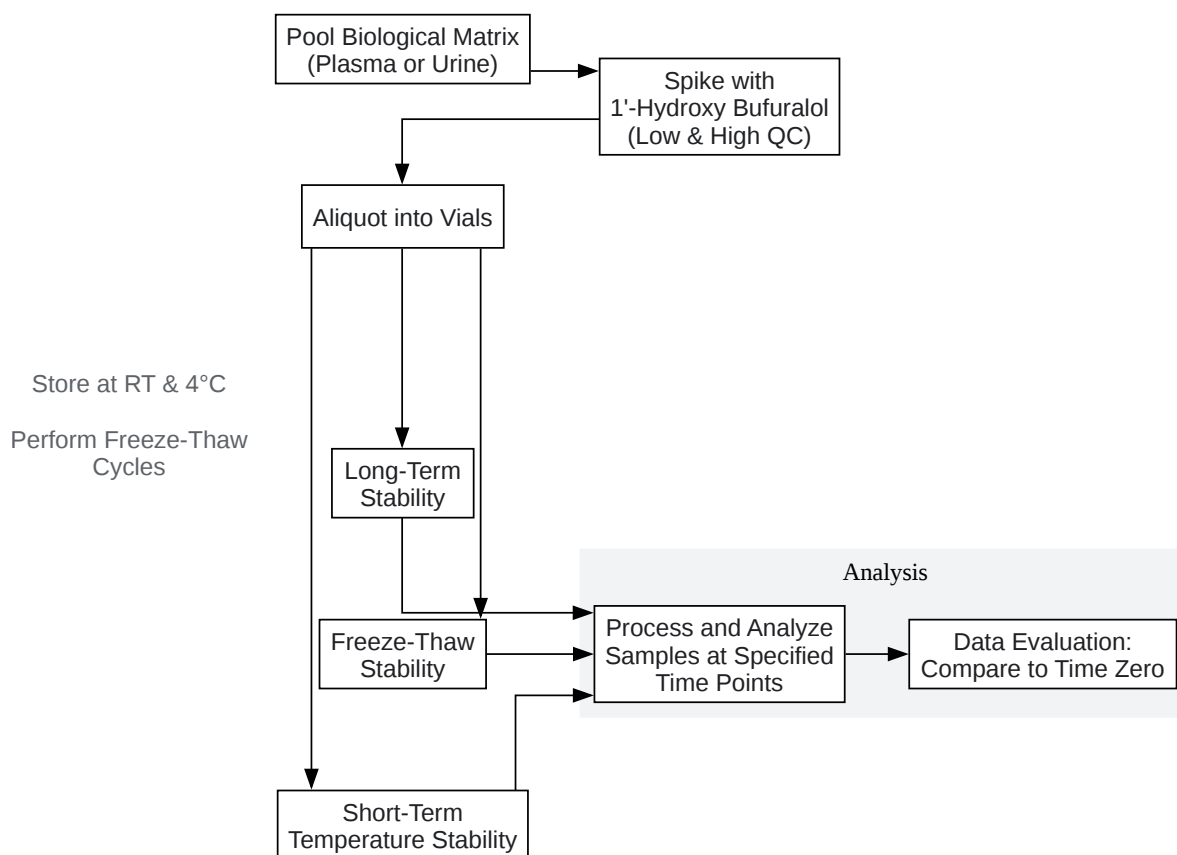 Pool Biological Matrix
(Plasma or Urine)
Spike with
1'-Hydroxy Bufuralol
(Low & High QC)
Aliquot into Vials
Store at RT & 4°C
Perform Freeze-Thaw
Cycles
Long-Term
Stability
Analysis
Freeze-Thaw
Stability
Process and Analyze
Samples at Specified
Time Points
Data Evaluation:
Compare to Time Zero
Short-Term
Temperature Stability